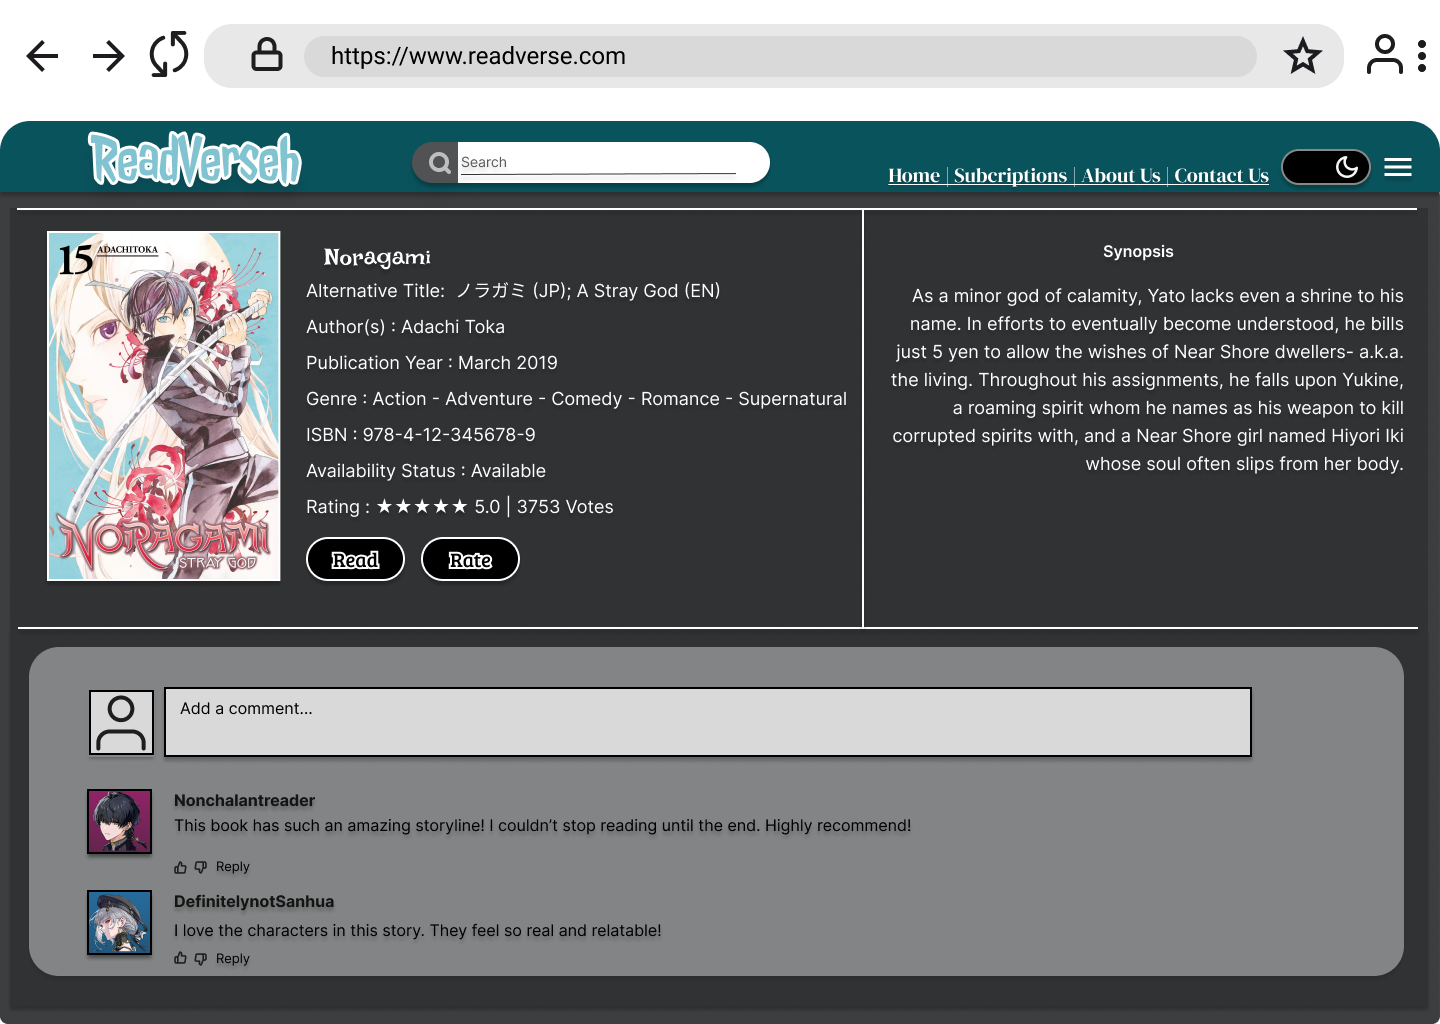 https://www.readverse.com
ReadVerseh
Search
Home | Subcriptions | About Us | Contact Us
15 ADACHITOKA
NORAGAMI
STRAY GOD
Noragami
Alternative Title: ノラガミ (JP); A Stray God (EN)
Author(s) : Adachi Toka
Publication Year : March 2019
Genre : Action - Adventure - Comedy - Romance - Supernatural
ISBN : 978-4-12-345678-9
Availability Status : Available
Rating : ★★★★★ 5.0 | 3753 Votes
Read
Rate
Synopsis
As a minor god of calamity, Yato lacks even a shrine to his
name. In efforts to eventually become understood, he bills
just 5 yen to allow the wishes of Near Shore dwellers- a.k.a.
the living. Throughout his assignments, he falls upon Yukine,
a roaming spirit whom he names as his weapon to kill
corrupted spirits with, and a Near Shore girl named Hiyori Iki
whose soul often slips from her body.
Add a comment...
Nonchalantreader
This book has such an amazing storyline! I couldn’t stop reading until the end. Highly recommend!
Reply
DefinitelynotSanhua
I love the characters in this story. They feel so real and relatable!
Reply